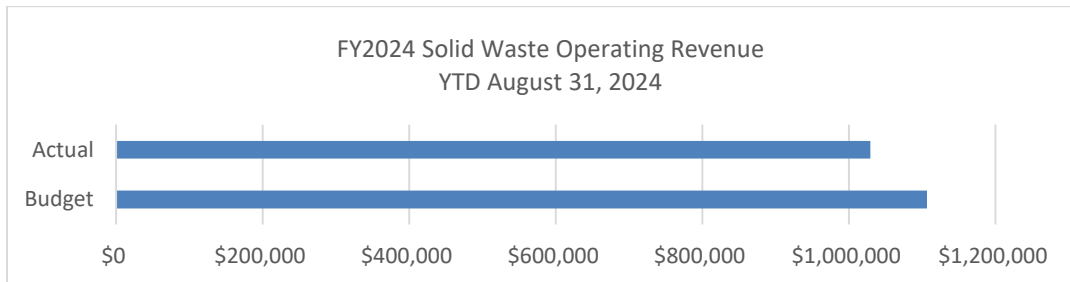 FY2024 Solid Waste Operating Revenue
YTD August 31, 2024
Actual
Budget
$0 $200,000 $400,000 $600,000 $800,000 $1,000,000 $1,200,000